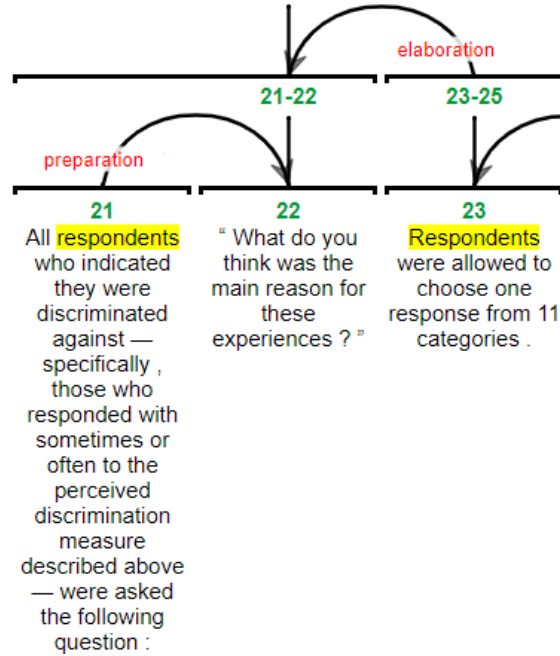 elaboration
21-22
23-25
preparation
21
22
23
All respondents
who indicated
they were
discriminated
against —
specifically ,
those who
responded with
sometimes or
often to the
perceived
discrimination
measure
described above
— were asked
the following
question :
“ What do you
think was the
main reason for
these
experiences ? ”
Respondents
were allowed to
choose one
response from 11
categories .